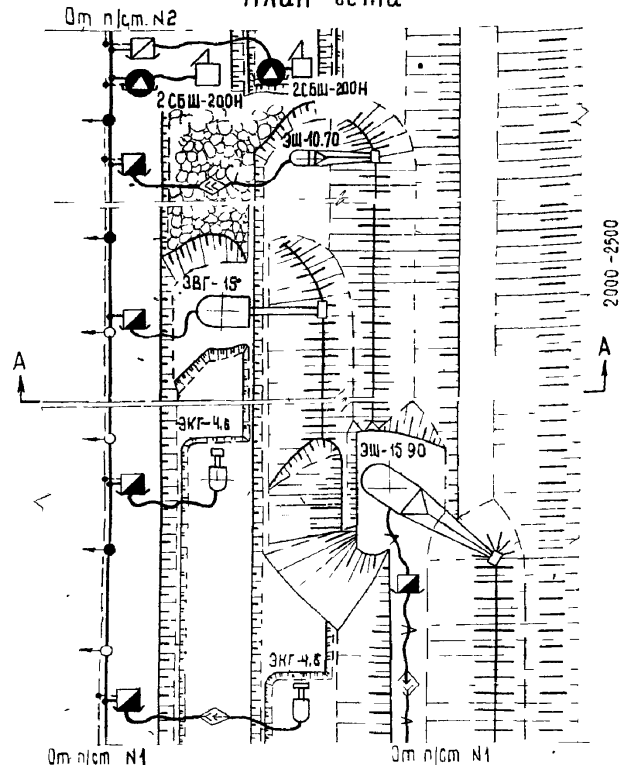 План
От п/ст. N2
2СБШ-200Н
2СБШ-200Н
ЭШ-10.70
2000-2500
ЭВГ-15
А
А
ЭКГ-4,6
ЭШ-15 90
ЭКГ-4,6
От п/ст N1
От п/ст N1